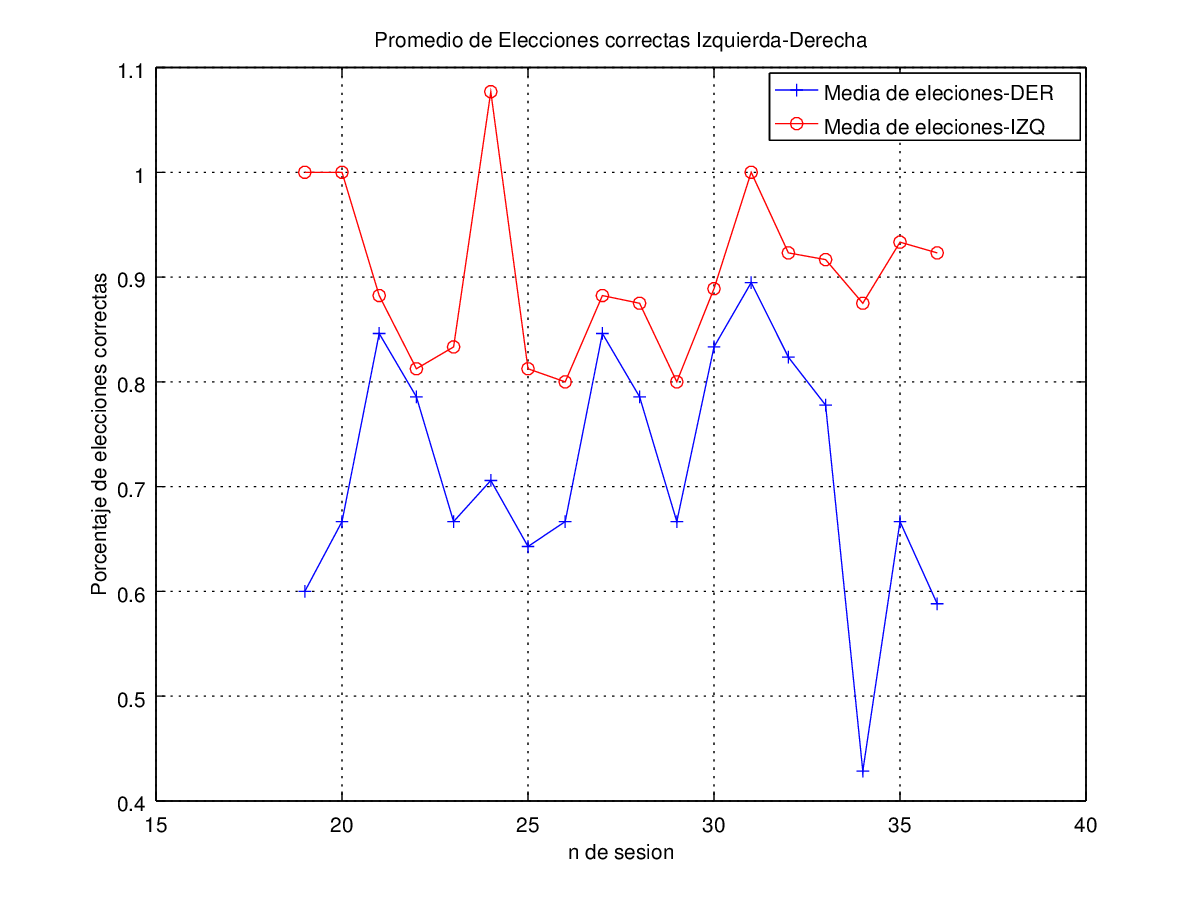 Promedio de Elecciones correctas Izquierda-Derecha
1.1
1
0.9
0.8
0.7
0.6
0.5
0.4
Porcentaje de elecciones correctas
Media de eleciones-DER
Media de eleciones-IZQ
15 20 25 30 35 40
n de sesion